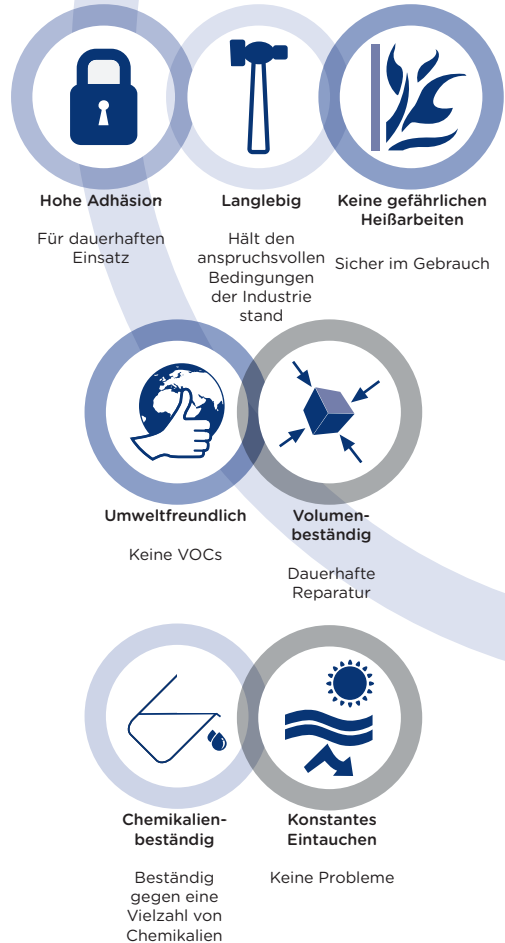 Hohe Adhäsion
Für dauerhaften
Einsatz
Langlebig
Hält den
anspruchsvollen
Bedingungen
der Industrie
stand
Keine gefährlichen
Heißarbeiten
Sicher im Gebrauch
Umweltfreundlich
Keine VOCs
Volumen-
beständig
Dauerhafte
Reparatur
Chemikalien-
beständig
Beständig
gegen eine
Vielzahl von
Chemikalien
Konstantes
Eintauchen
Keine Probleme